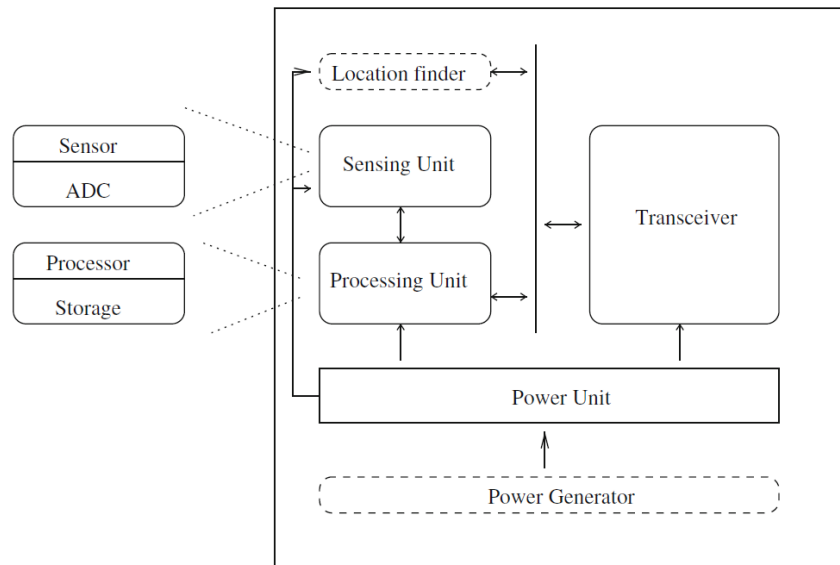 Location finder
Sensor
ADC
Sensing Unit
Transceiver
Processor
Storage
Processing Unit
Power Unit
Power Generator